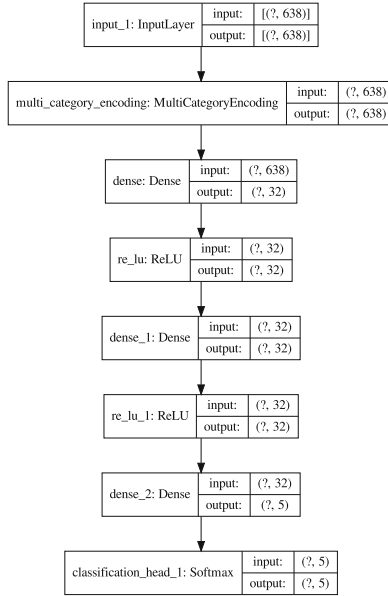 input_1: InputLayer
input: [(?, 638)]
output: [(?, 638)]
multi_category_encoding: MultiCategoryEncoding
input: (?, 638)
output: (?, 638)
dense: Dense
input: (?, 638)
output: (?, 32)
re_lu: ReLU
input: (?, 32)
output: (?, 32)
dense_1: Dense
input: (?, 32)
output: (?, 32)
re_lu_1: ReLU
input: (?, 32)
output: (?, 32)
dense_2: Dense
input: (?, 32)
output: (?, 5)
classification_head_1: Softmax
input: (?, 5)
output: (?, 5)